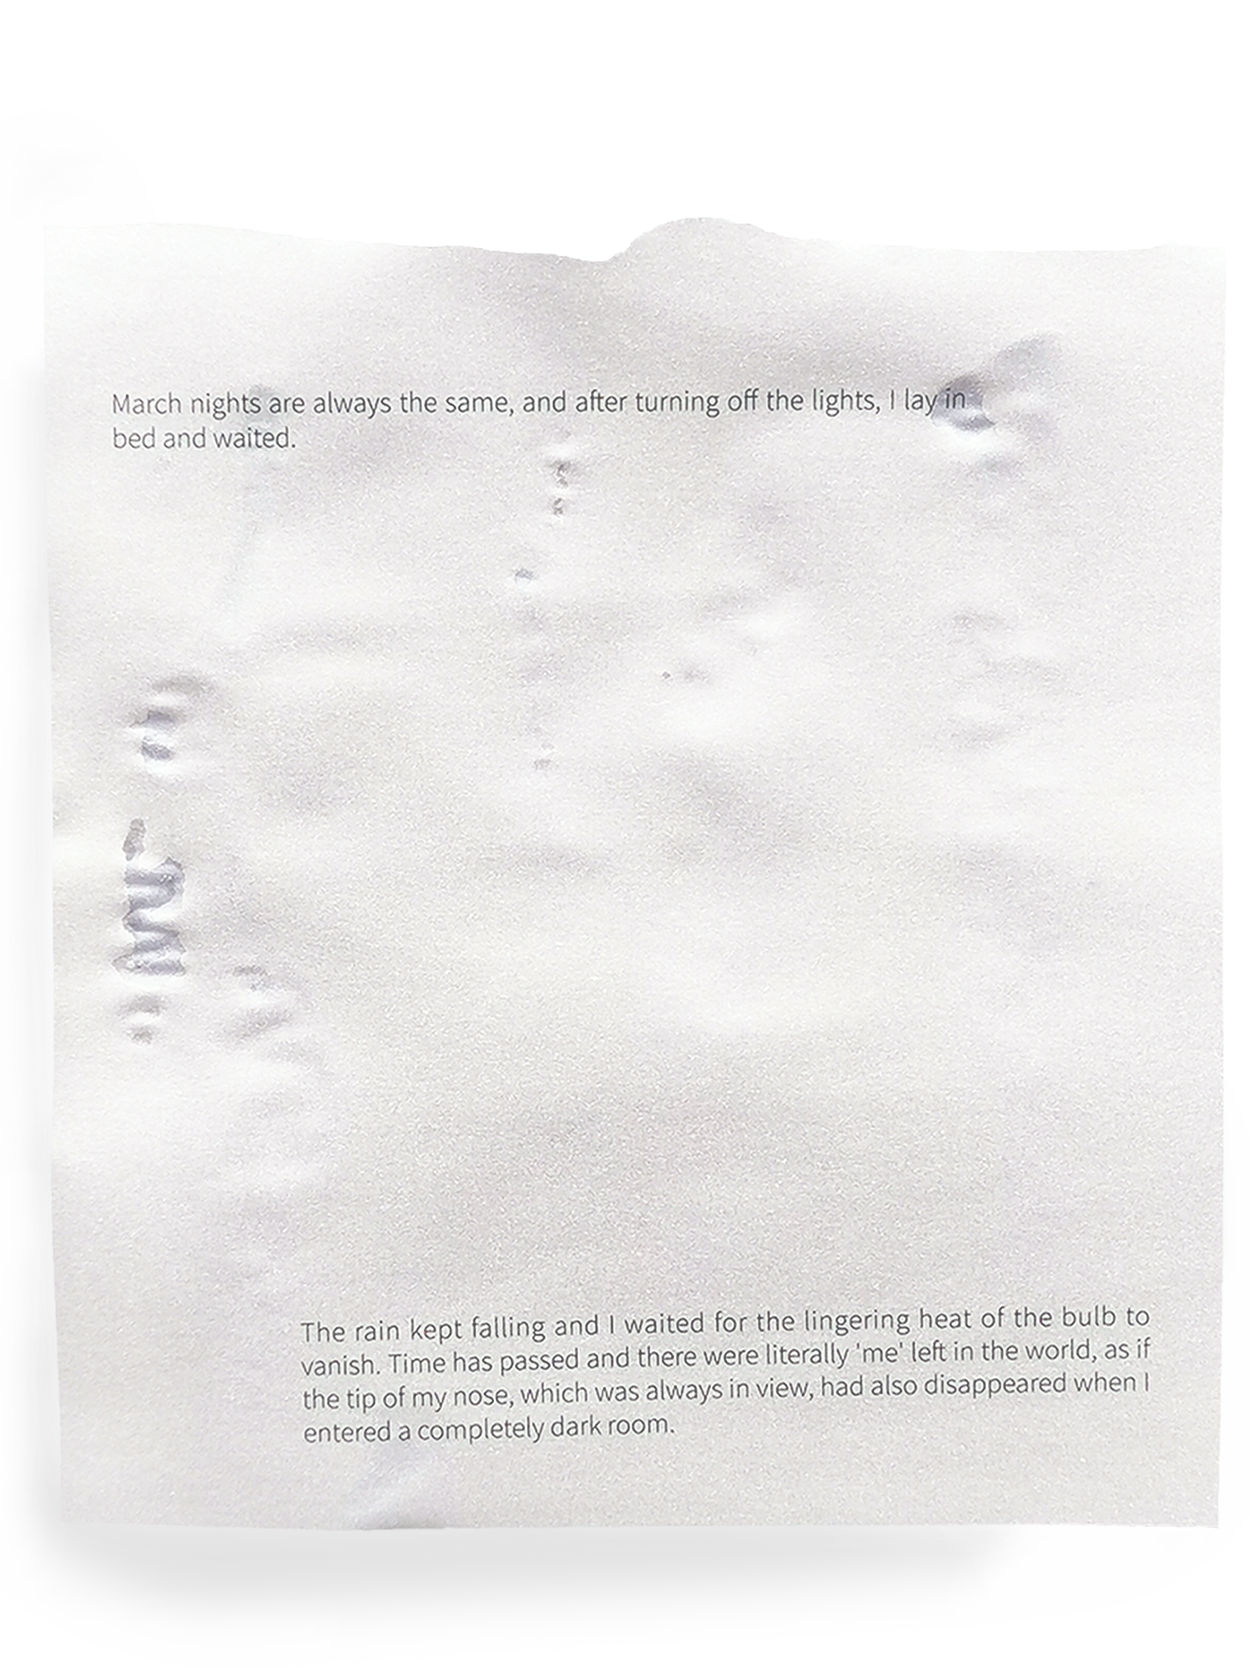 March nights are always the same, and after turning off the lights, I lay in
bed and waited.
The rain kept falling and I waited for the lingering heat of the bulb to
vanish. Time has passed and there were literally 'me' left in the world, as if
the tip of my nose, which was always in view, had also disappeared when I
entered a completely dark room.